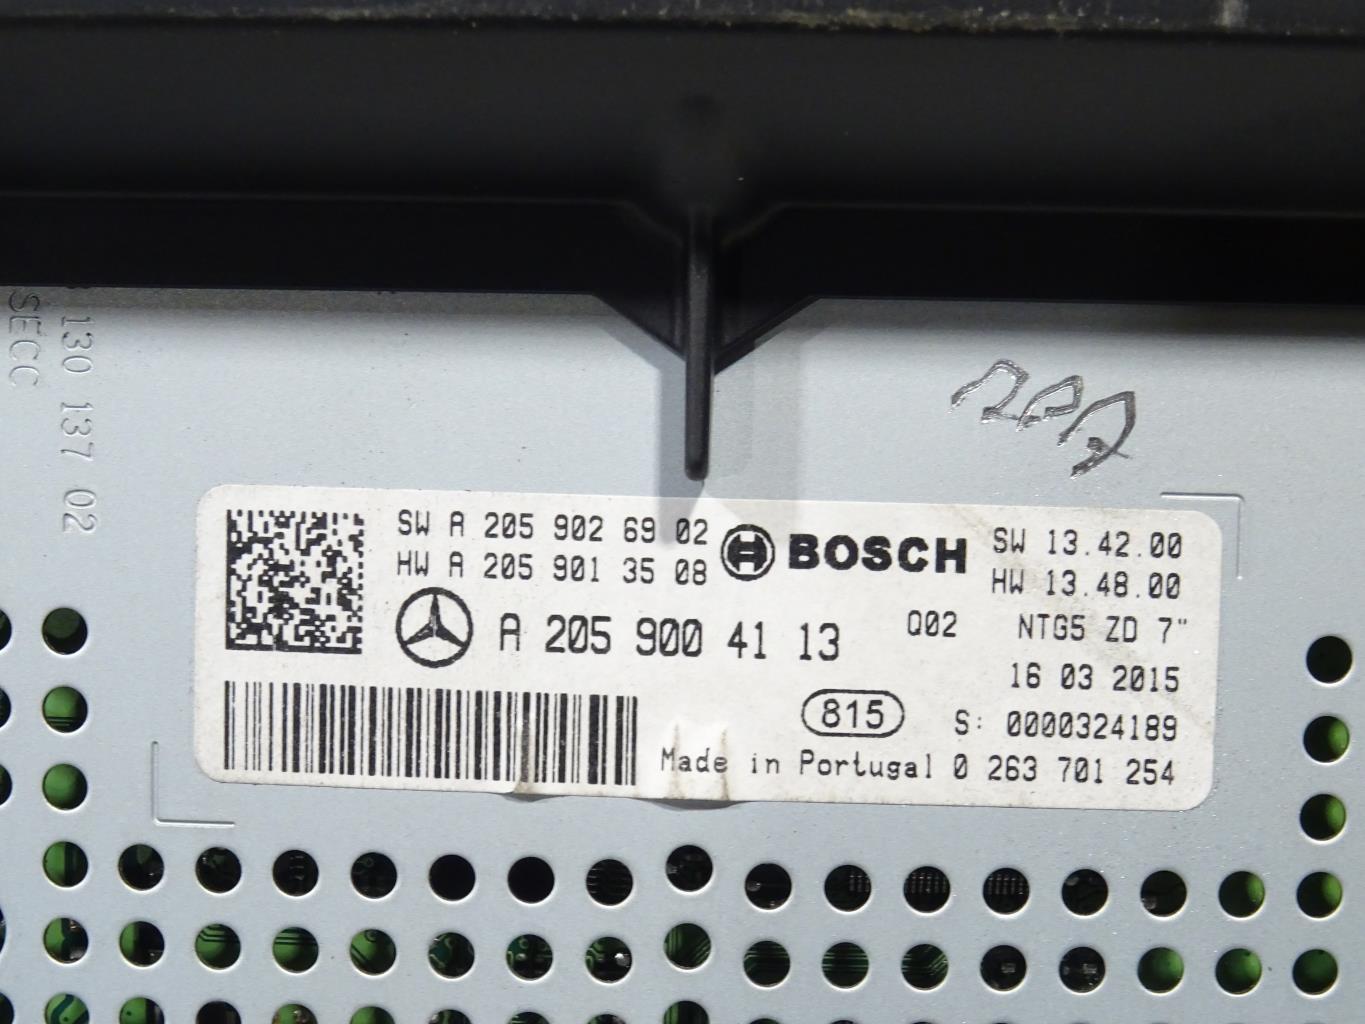 130 137 02
SECC
SW A 205 902 69 02
HW A 205 901 35 08
BOSCH
SW 13.42.00
HW 13.48.00
A 205 900 41 13
Q02 NTG5 ZD 7"
16 03 2015
815
S: 0000324189
Made in Portugal 0 263 701 254